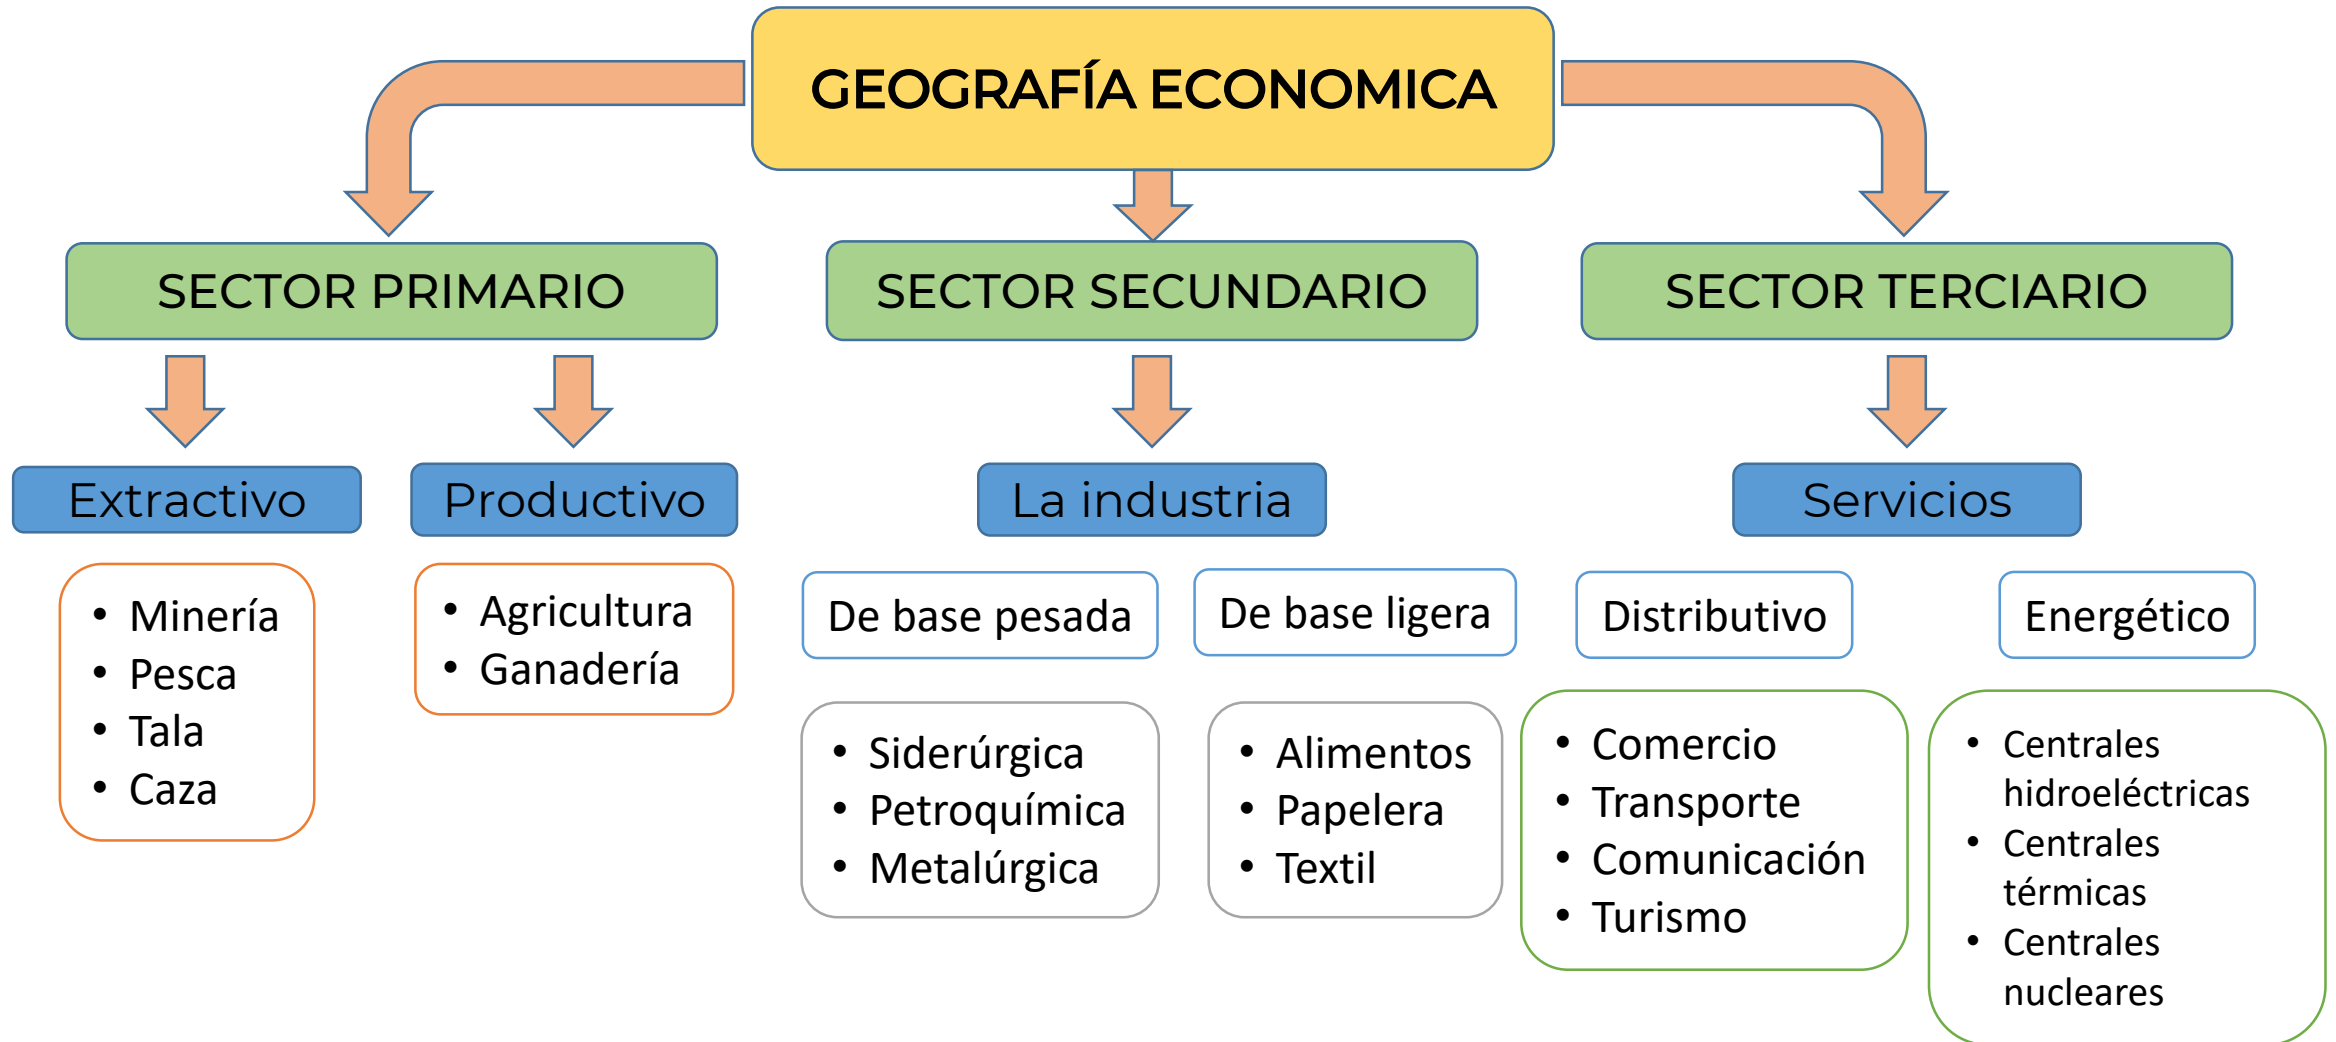 GEOGRAFÍA ECONOMICA
SECTOR PRIMARIO
SECTOR SECUNDARIO
SECTOR TERCIARIO
Extractivo
Productivo
La industria
Servicios
• Minería
• Pesca
• Tala
• Caza
• Agricultura
• Ganadería
De base pesada
De base ligera
Distributivo
Energético
• Siderúrgica
• Petroquímica
• Metalúrgica
• Alimentos
• Papelera
• Textil
• Comercio
• Transporte
• Comunicación
• Turismo
• Centrales
hidroeléctricas
• Centrales
térmicas
• Centrales
nucleares